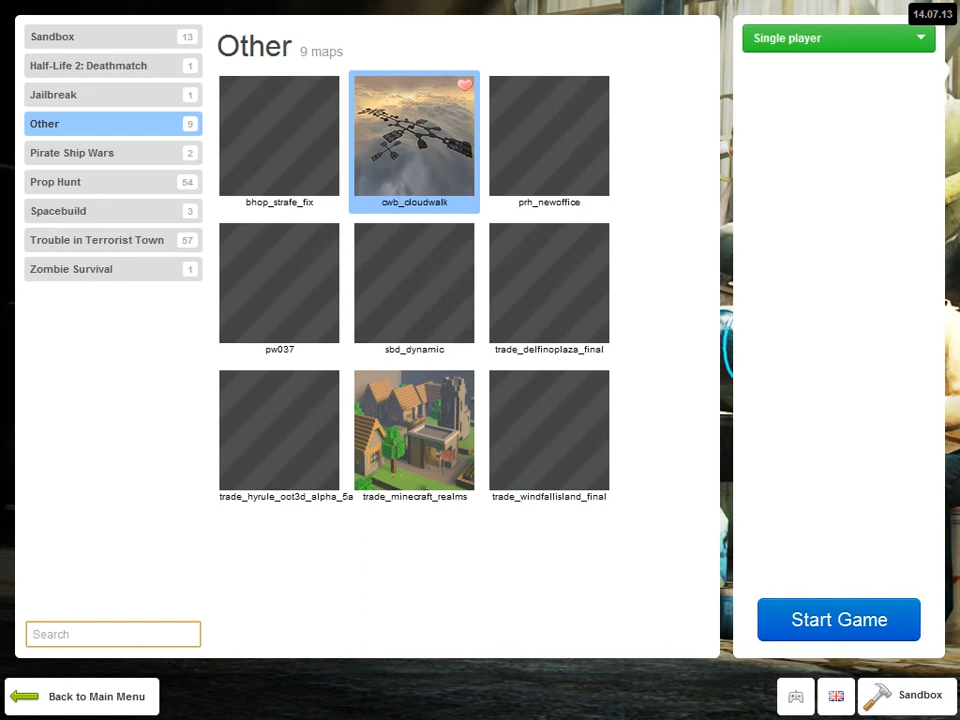 14.07.13
Sandbox 13
Half-Life 2: Deathmatch 1
Jailbreak 1
Other 9
Pirate Ship Wars 2
Prop Hunt 54
Spacebuild 3
Trouble in Terrorist Town 57
Zombie Survival 1
Search
Other 9 maps
bhop_strafe_fix cwb_cloudwalk prh_newoffice
pw037 sbd_dynamic trade_delfinoplaza_final
trade_hyrule_oot3d_alpha_5a trade_minecraft_realms trade_windfallisland_final
Single player
Start Game
Back to Main Menu
Sandbox